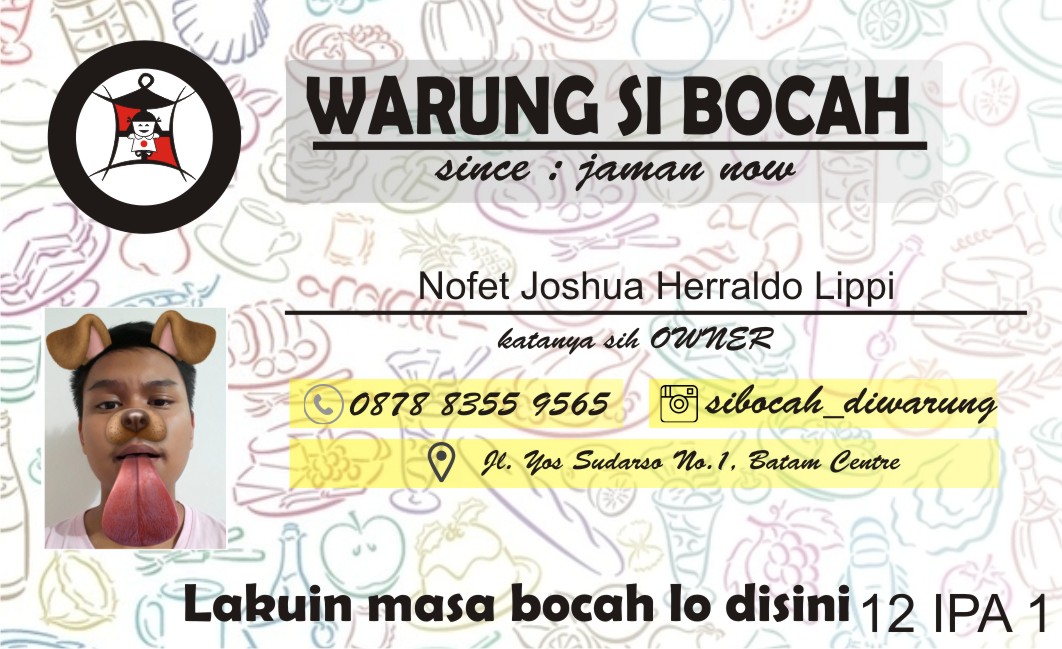 WARUNG SI BOCAH
since : jaman now
Nofet Joshua Herraldo Lippi
katanya sih OWNER
0878 8355 9565 sibocah_diwarung
Jl. Yos Sudarso No.1, Batam Centre
Lakuin masa bocah lo disini 12 IPA 1